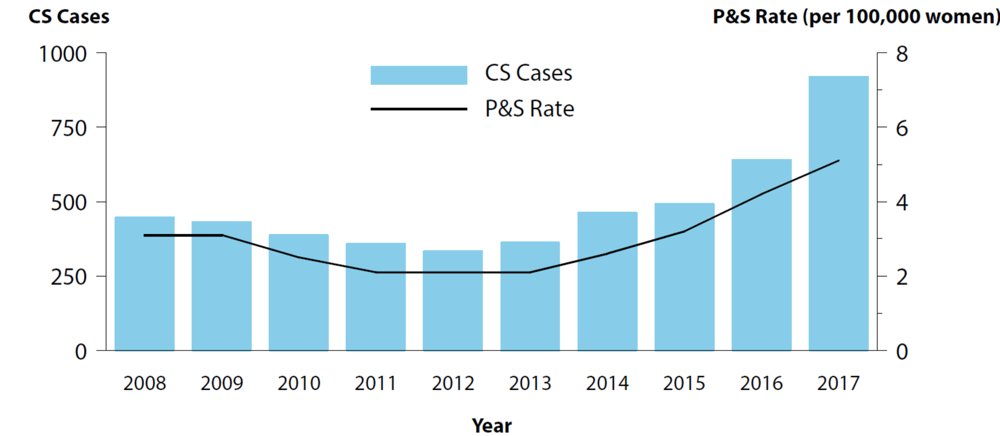 CS Cases
P&S Rate (per 100,000 women)
1000
750
500
250
0
CS Cases
P&S Rate
8
6
4
2
0
2008 2009 2010 2011 2012 2013 2014 2015 2016 2017
Year